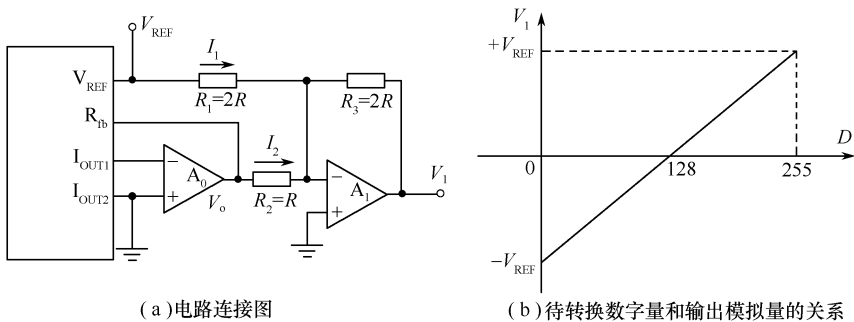 V_REF
V_REF
R_fb
I_OUT1
I_OUT2
I_1
R_1=2R
R_3=2R
A_0
V_o
I_2
R_2=R
A_1
V_1
−
+
−
+
(a)电路连接图
V_1
+V_REF
D
0
128
255
−V_REF
(b)待转换数字量和输出模拟量的关系